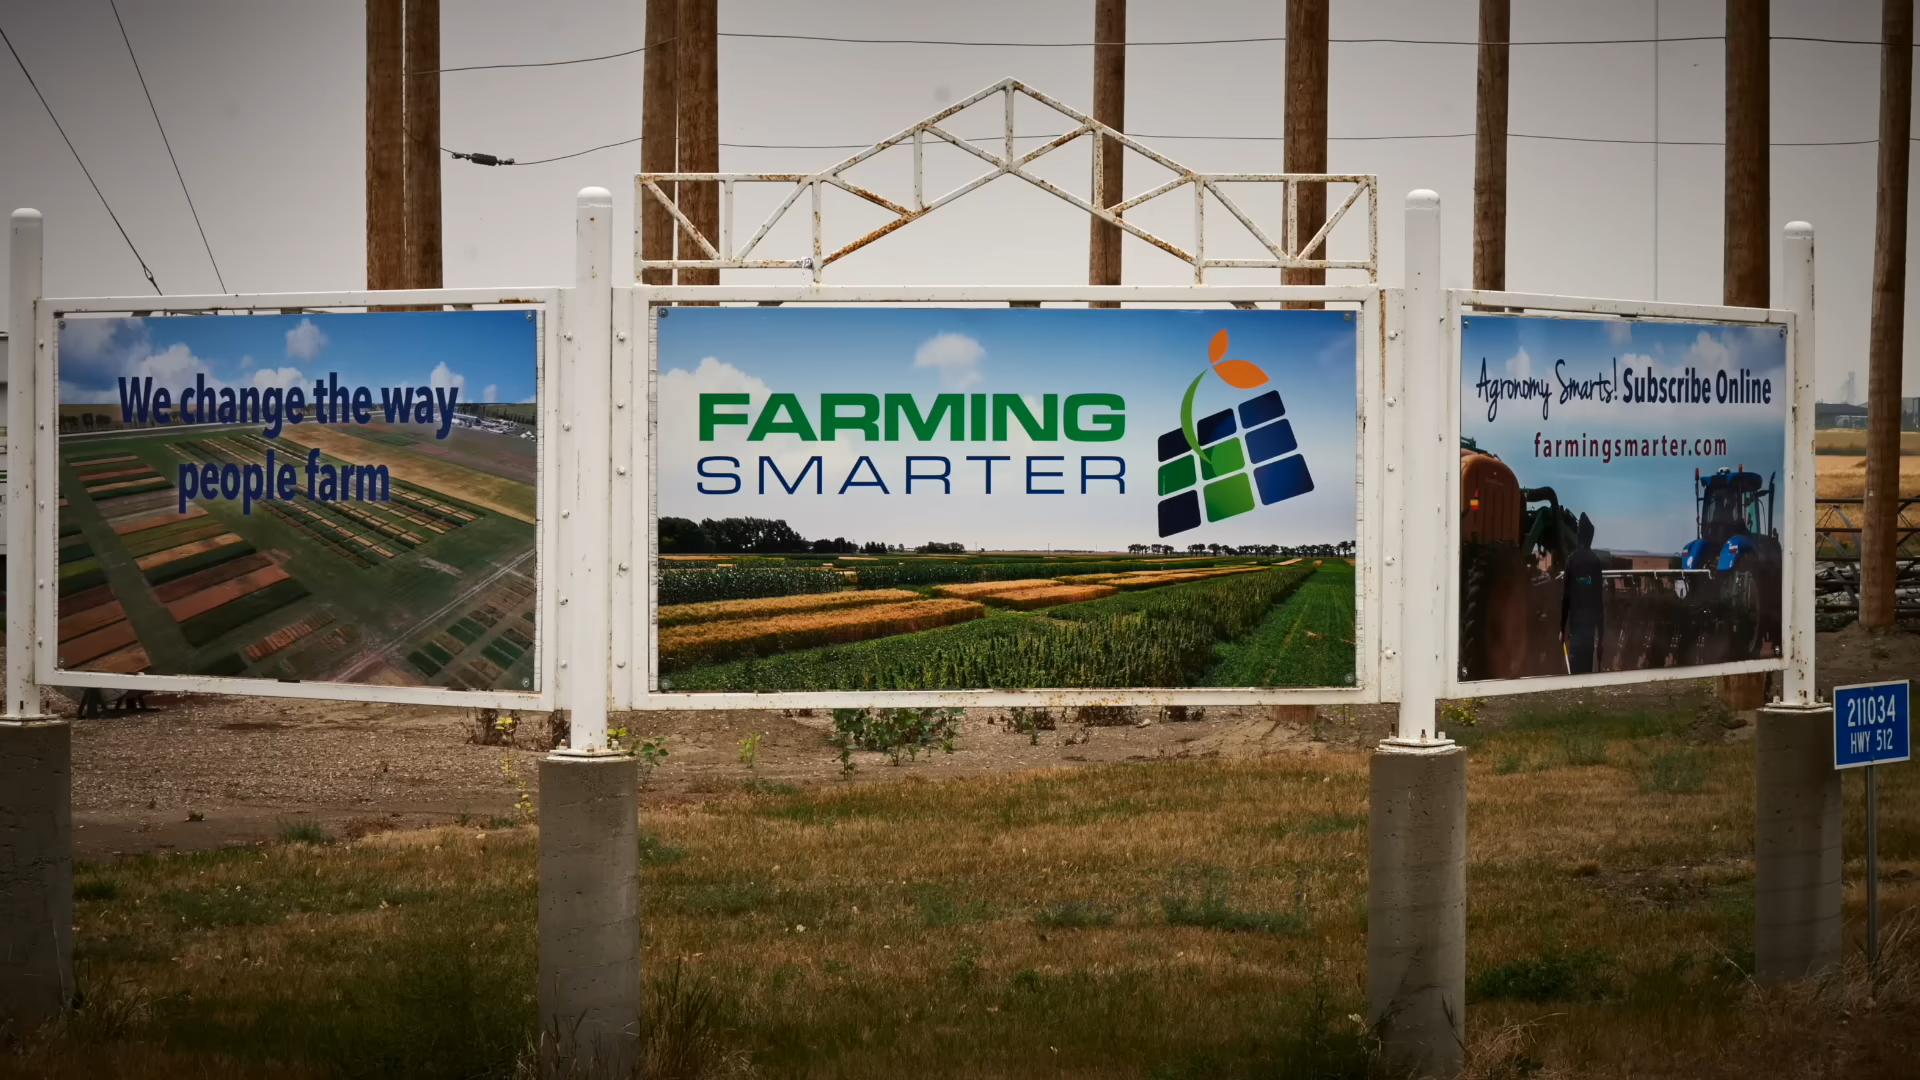 We change the way
people farm
FARMING
SMARTER
Agronomy Smarts! Subscribe Online
farmingsmarter.com
211034
HWY 512